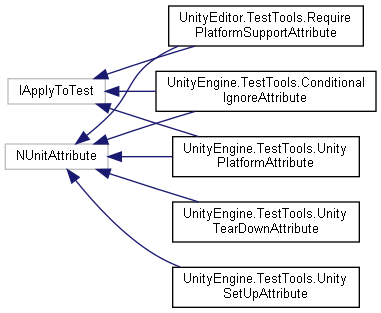 UnityEditor.TestTools.Require
PlatformSupportAttribute
IApplyToTest
UnityEngine.TestTools.Conditional
IgnoreAttribute
NUnitAttribute
UnityEngine.TestTools.Unity
PlatformAttribute
UnityEngine.TestTools.Unity
TearDownAttribute
UnityEngine.TestTools.Unity
SetUpAttribute